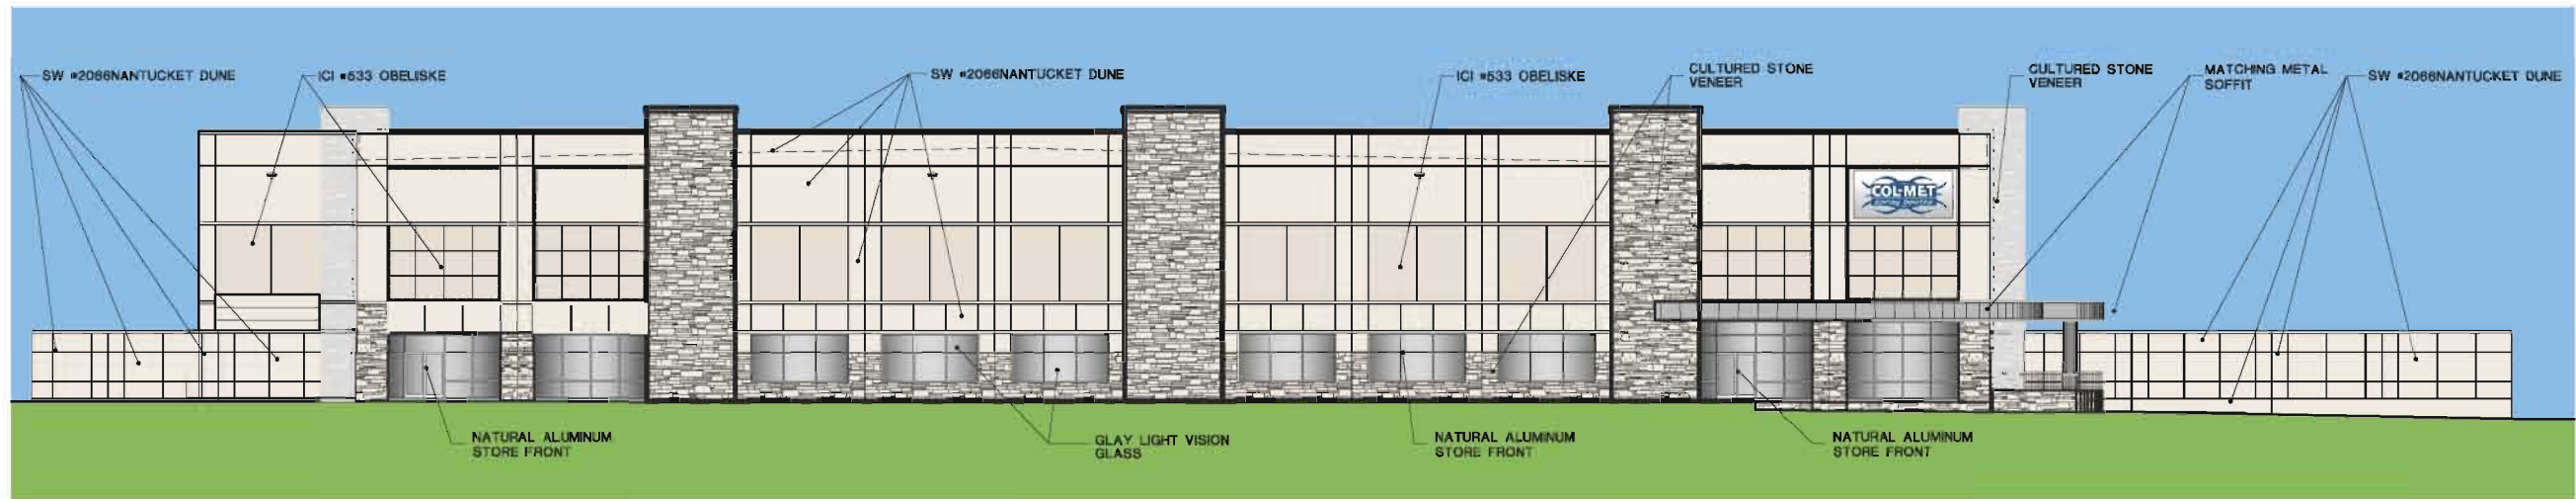 SW #2066NANTUCKET DUNE
ICI #533 OBELISKE
SW #2066NANTUCKET DUNE
ICI #533 OBELISKE
CULTURED STONE
VENEER
CULTURED STONE
VENEER
MATCHING METAL
SOFFIT
SW #2066NANTUCKET DUNE
COL-MET
NATURAL ALUMINUM
STORE FRONT
GLAY LIGHT VISION
GLASS
NATURAL ALUMINUM
STORE FRONT
NATURAL ALUMINUM
STORE FRONT